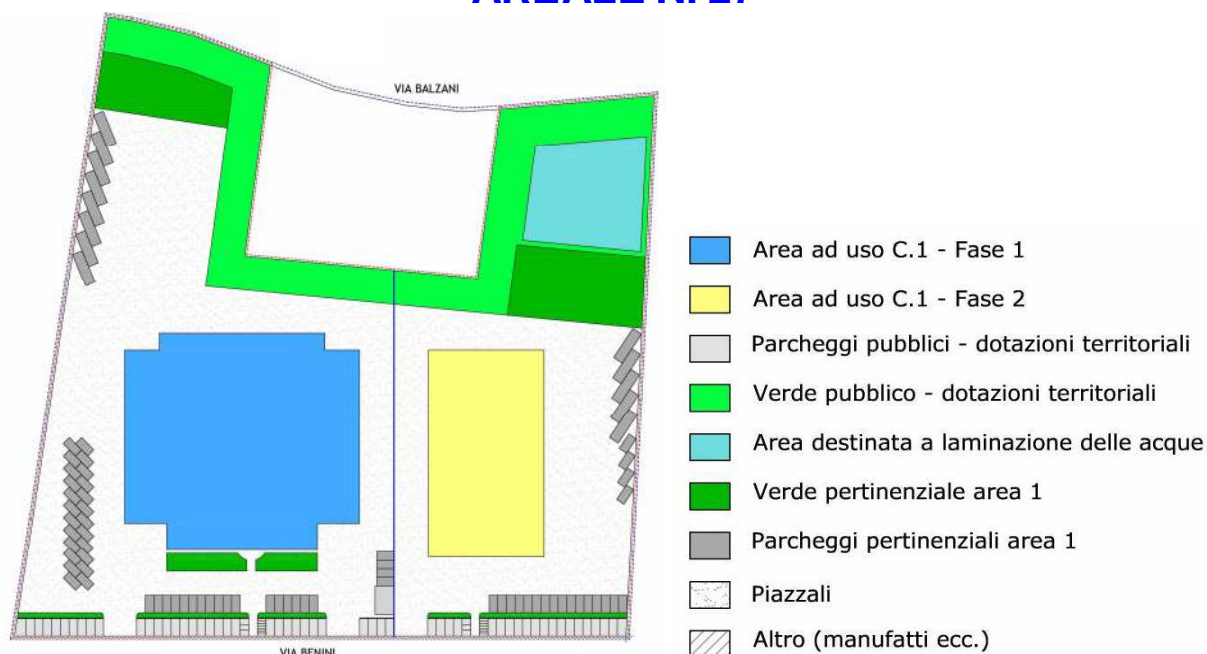 AREALE N. 27
VIA BALZANI
Area ad uso C.1 - Fase 1
Area ad uso C.1 - Fase 2
Parcheggi pubblici - dotazioni territoriali
Verde pubblico - dotazioni territoriali
Area destinata a laminazione delle acque
Verde pertinenziale area 1
Parcheggi pertinenziali area 1
Piazzali
Altro (manufatti ecc.)
VIA BENINI